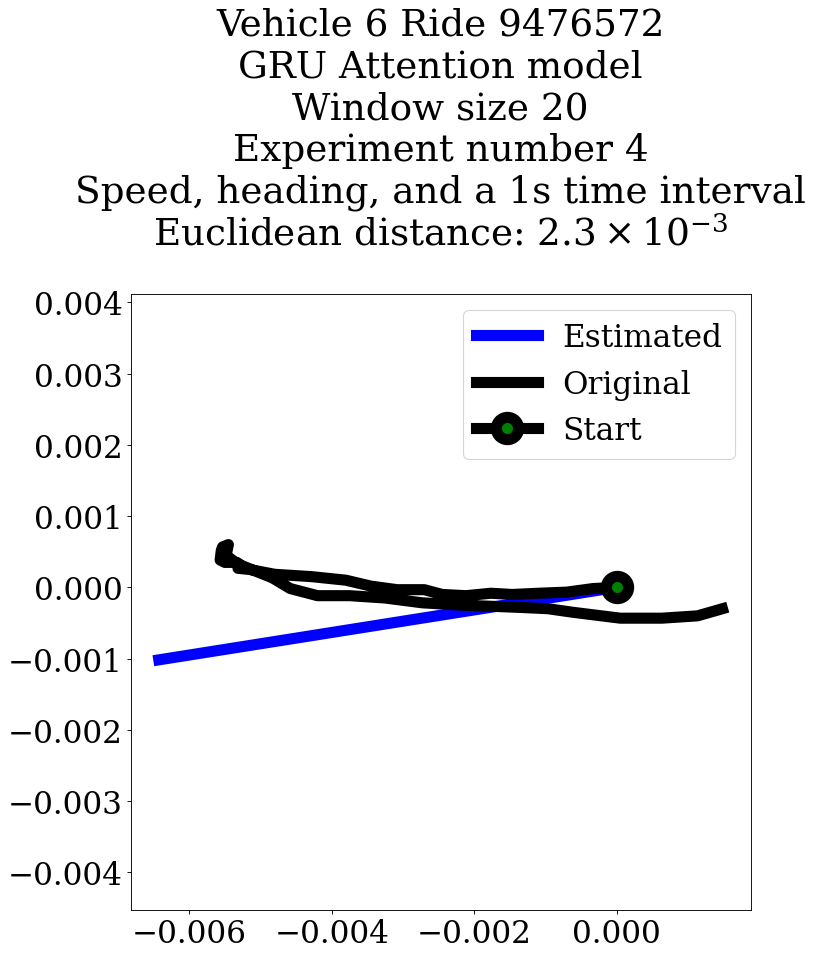 Vehicle 6 Ride 9476572
GRU Attention model
Window size 20
Experiment number 4
Speed, heading, and a 1s time interval
Euclidean distance: 2.3 × 10⁻³
Estimated
Original
Start
0.004
0.003
0.002
0.001
0.000
−0.001
−0.002
−0.003
−0.004
−0.006 −0.004 −0.002 0.000